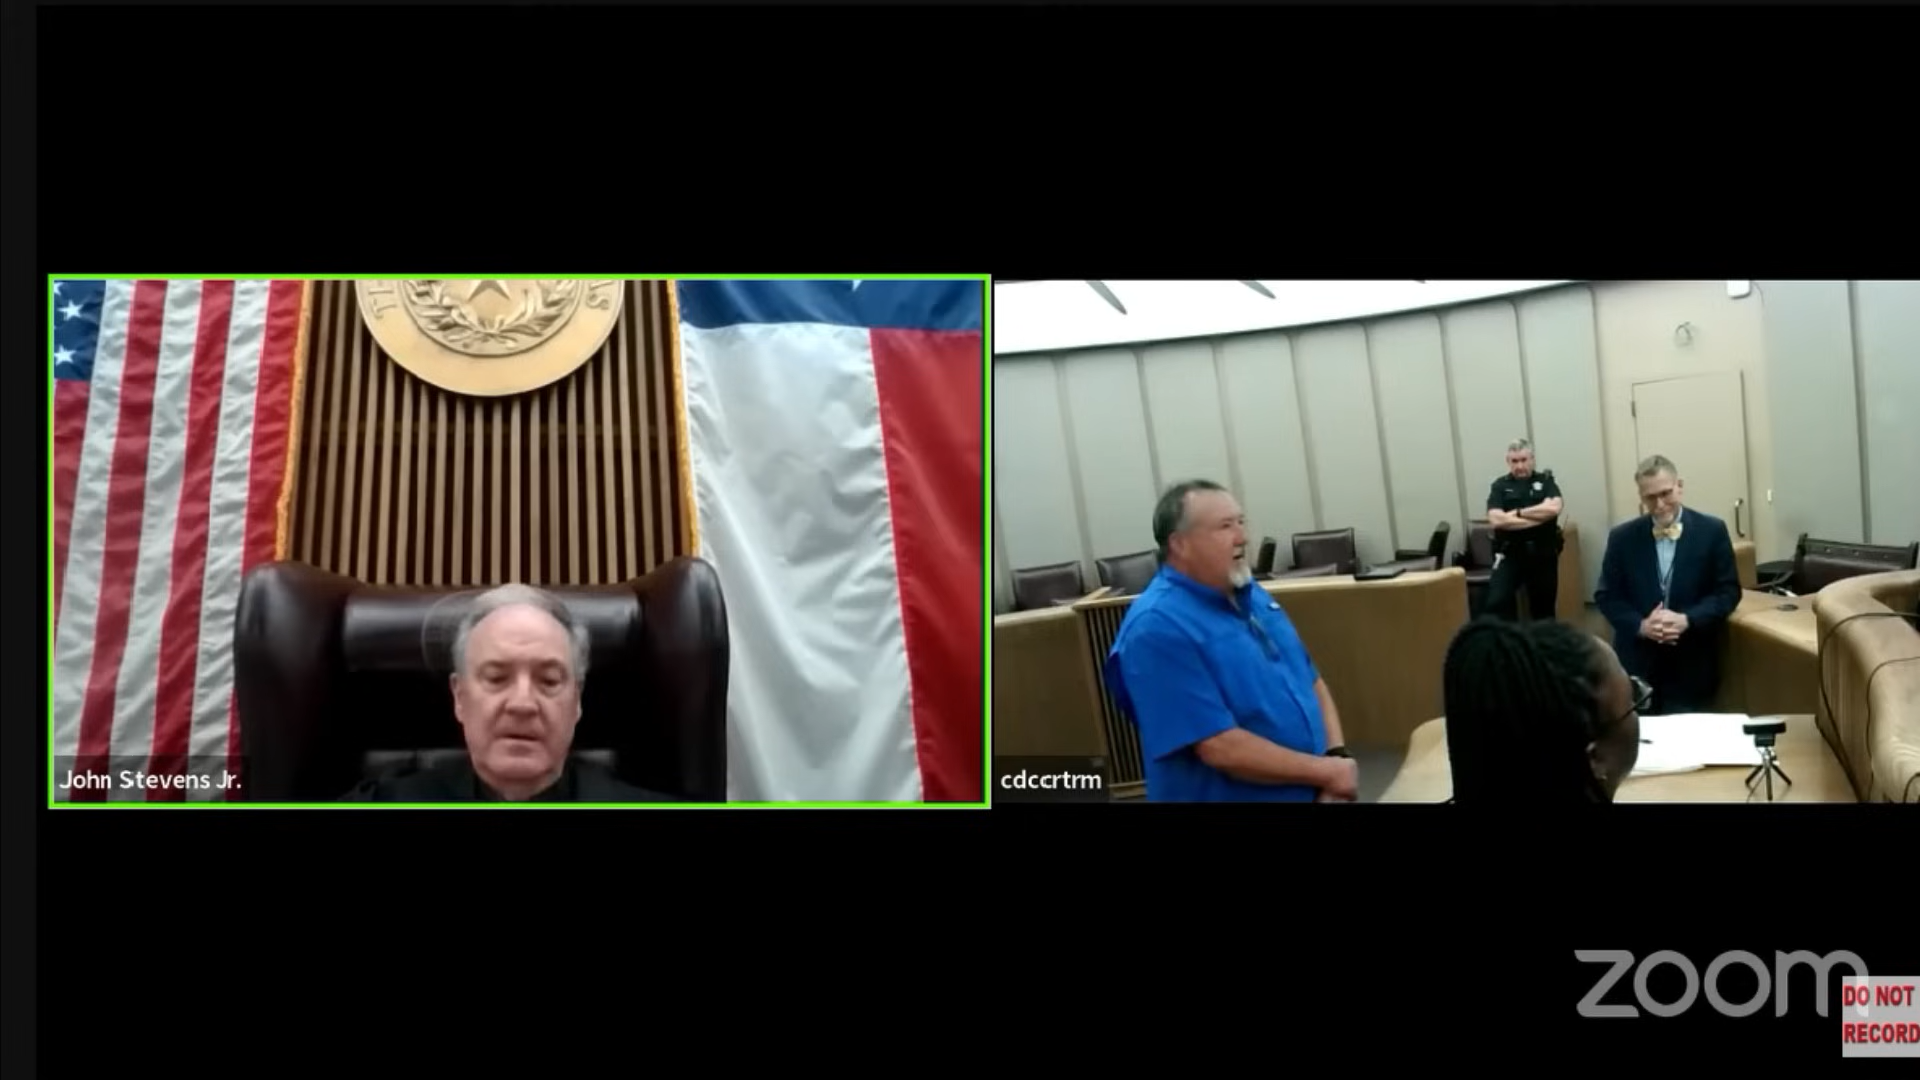 John Stevens Jr.
cdccrtrm
zoom
DO NOT
RECORD